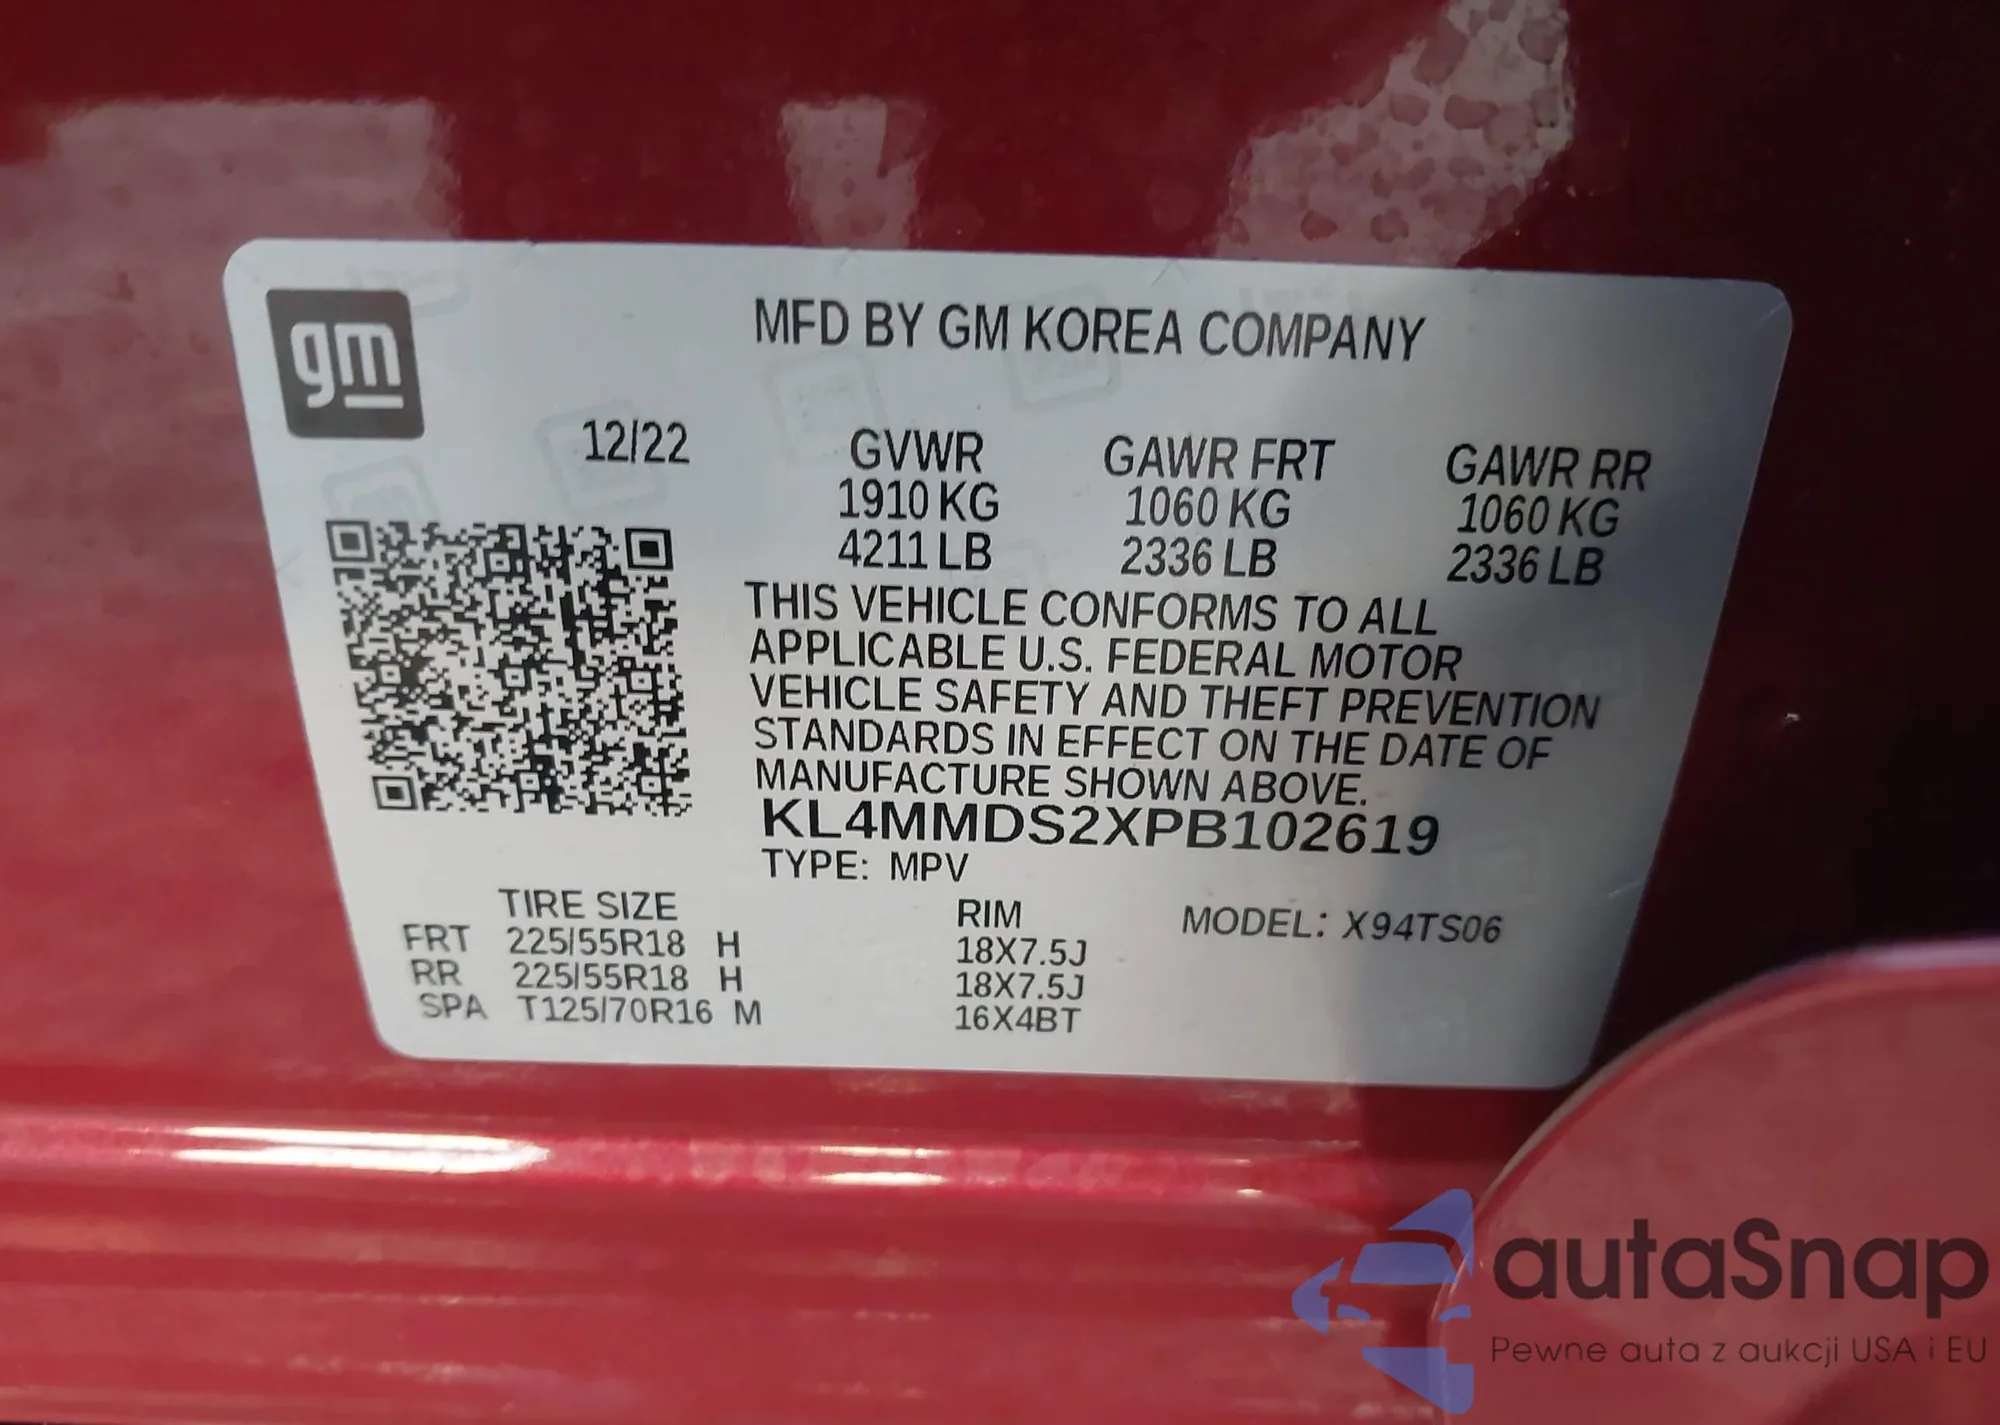 gm
MFD BY GM KOREA COMPANY
12/22 GVWR GAWR FRT GAWR RR
1910 KG 1060 KG 1060 KG
4211 LB 2336 LB 2336 LB
THIS VEHICLE CONFORMS TO ALL
APPLICABLE U.S. FEDERAL MOTOR
VEHICLE SAFETY AND THEFT PREVENTION
STANDARDS IN EFFECT ON THE DATE OF
MANUFACTURE SHOWN ABOVE.
KL4MMDS2XPB102619
TYPE: MPV
TIRE SIZE RIM MODEL: X94TS06
FRT 225/55R18 H 18X7.5J
RR 225/55R18 H 18X7.5J
SPA T125/70R16 M 16X4BT
autaSnap
Pewne auta z aukcji USA i EU